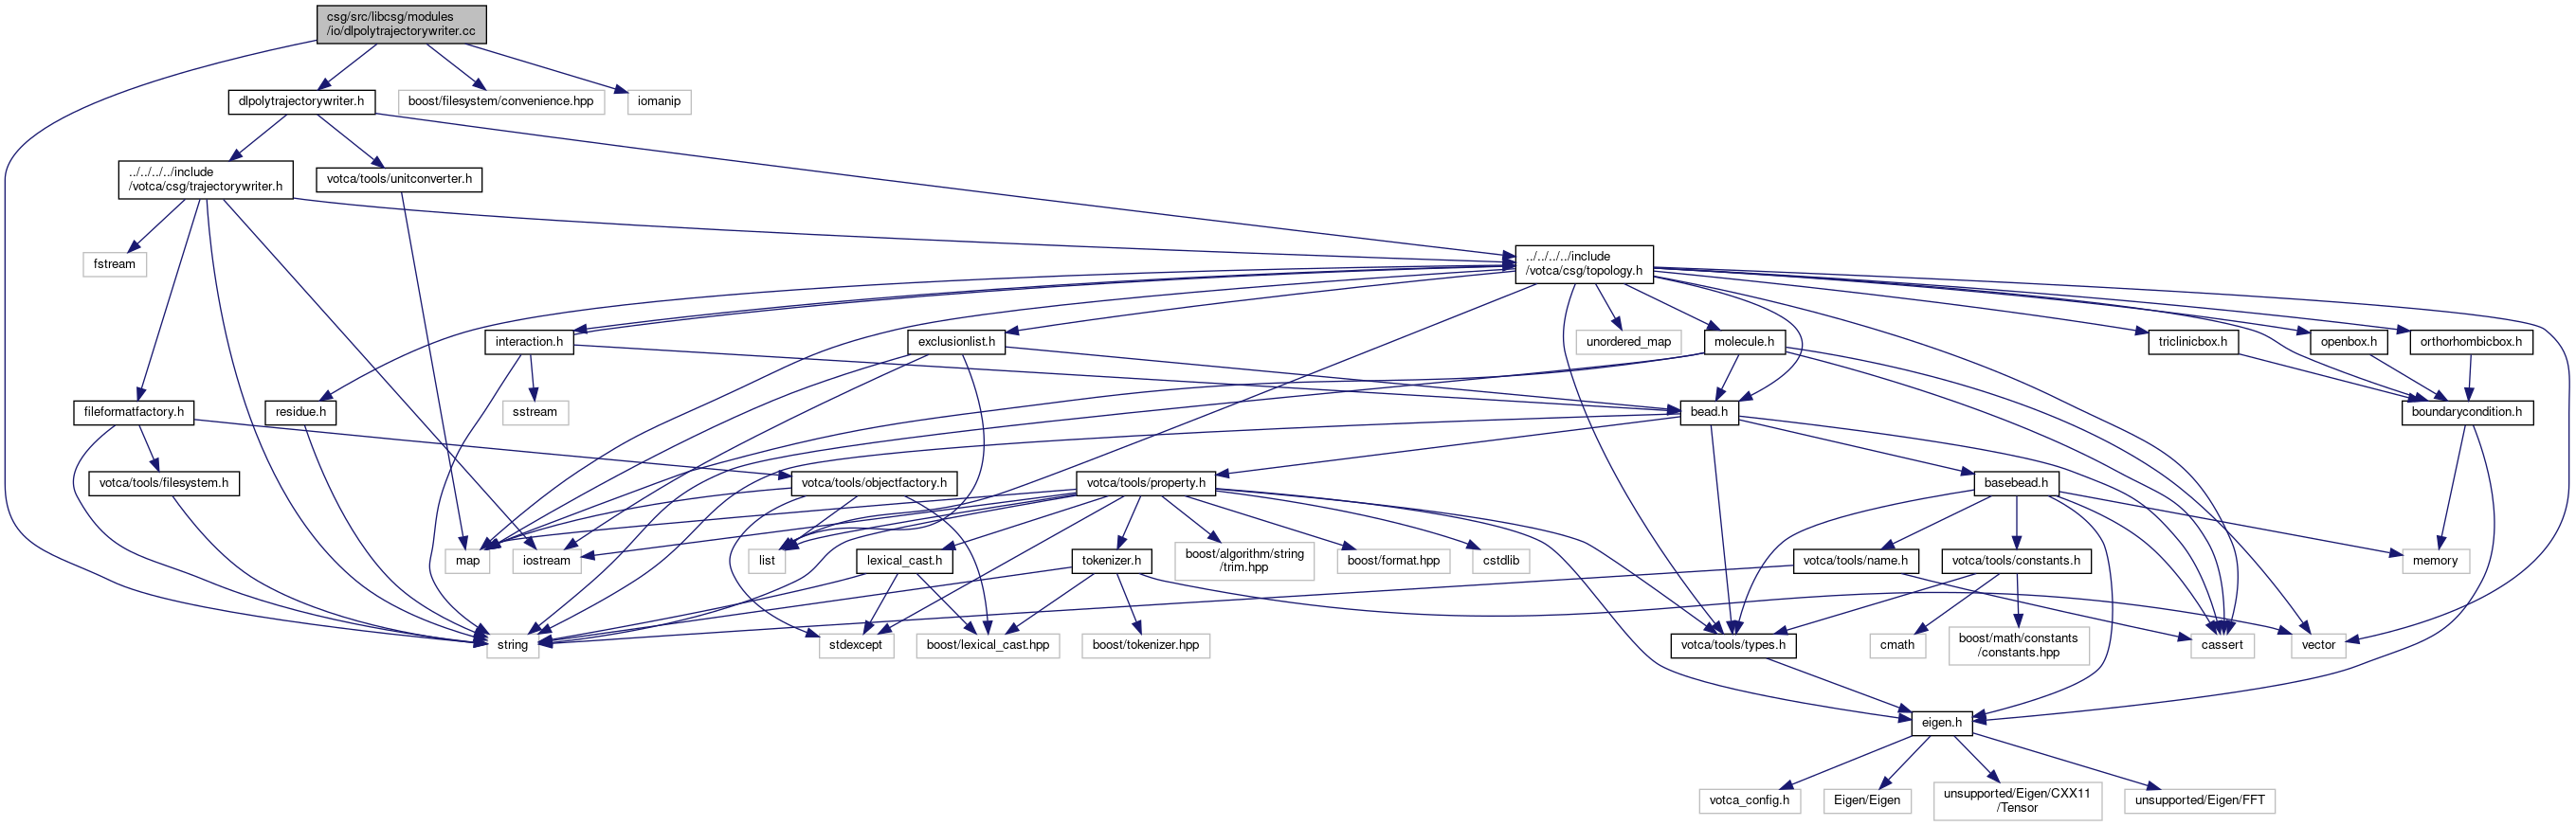 csg/src/libcsg/modules
/io/dlpolytrajectorywriter.cc
dlpolytrajectorywriter.h
boost/filesystem/convenience.hpp
iomanip
../../../../include
/votca/csg/trajectorywriter.h
votca/tools/unitconverter.h
fstream
../../../../include
/votca/csg/topology.h
interaction.h
exclusionlist.h
unordered_map
molecule.h
triclinicbox.h
openbox.h
orthorhombicbox.h
fileformatfactory.h
residue.h
sstream
bead.h
boundarycondition.h
votca/tools/filesystem.h
votca/tools/objectfactory.h
votca/tools/property.h
basebead.h
map
iostream
list
lexical_cast.h
tokenizer.h
boost/algorithm/string
/trim.hpp
boost/format.hpp
cstdlib
votca/tools/name.h
votca/tools/constants.h
memory
string
stdexcept
boost/lexical_cast.hpp
boost/tokenizer.hpp
votca/tools/types.h
cmath
boost/math/constants
/constants.hpp
cassert
vector
eigen.h
votca_config.h
Eigen/Eigen
unsupported/Eigen/CXX11
/Tensor
unsupported/Eigen/FFT